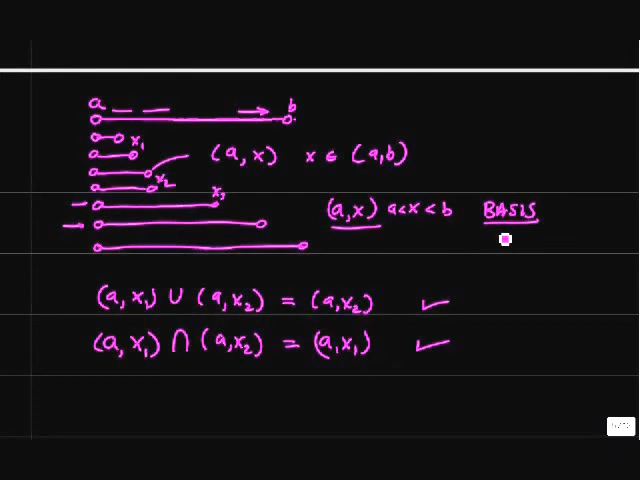 a b
x₁
(a, x) x ∈ (a,b)
x₂
x₃
(a,x) a<x<b BASIS
(a, x₁) ∪ (a, x₂) = (a, x₂) ✓
(a, x₁) ∩ (a, x₂) = (a, x₁) ✓